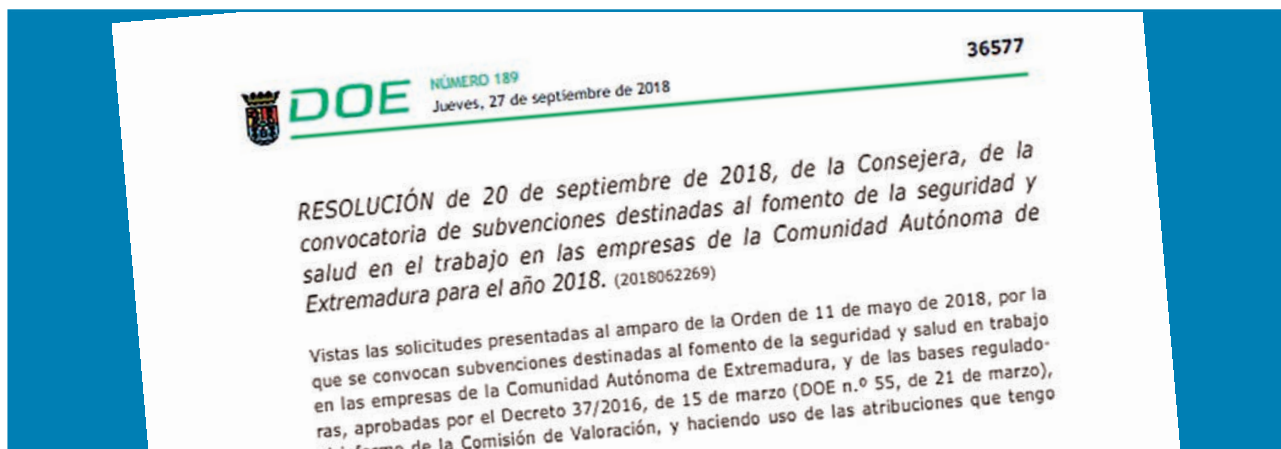 36577
DOE
NÚMERO 189
Jueves, 27 de septiembre de 2018
RESOLUCIÓN de 20 de septiembre de 2018, de la Consejera, de la
convocatoria de subvenciones destinadas al fomento de la seguridad y
salud en el trabajo en las empresas de la Comunidad Autónoma de
Extremadura para el año 2018. (2018062269)
Vistas las solicitudes presentadas al amparo de la Orden de 11 de mayo de 2018, por la
que se convocan subvenciones destinadas al fomento de la seguridad y salud en trabajo
en las empresas de la Comunidad Autónoma de Extremadura, y de las bases regulado-
ras, aprobadas por el Decreto 37/2016, de 15 de marzo (DOE n.º 55, de 21 de marzo),
de la Comisión de Valoración, y haciendo uso de las atribuciones que tengo